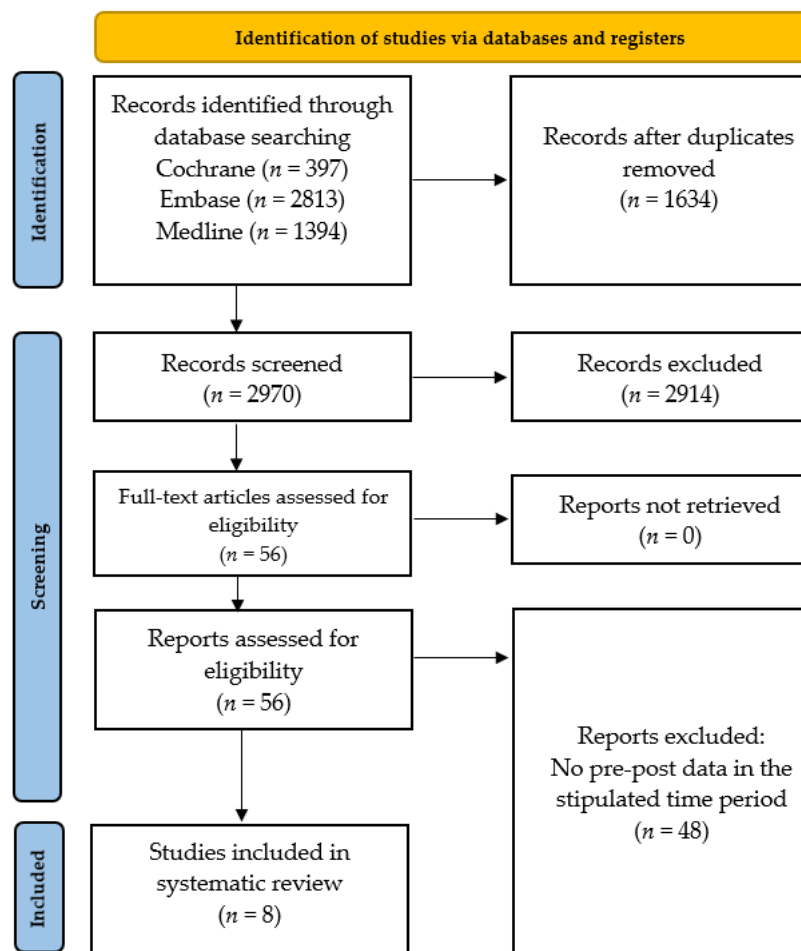 Identification of studies via databases and registers
Identification
Records identified through
database searching
Cochrane (n = 397)
Embase (n = 2813)
Medline (n = 1394)
Records after duplicates
removed
(n = 1634)
Screening
Records screened
(n = 2970)
Records excluded
(n = 2914)
Full-text articles assessed for
eligibility
(n = 56)
Reports not retrieved
(n = 0)
Reports assessed for
eligibility
(n = 56)
Reports excluded:
No pre-post data in the
stipulated time period
(n = 48)
Included
Studies included in
systematic review
(n = 8)